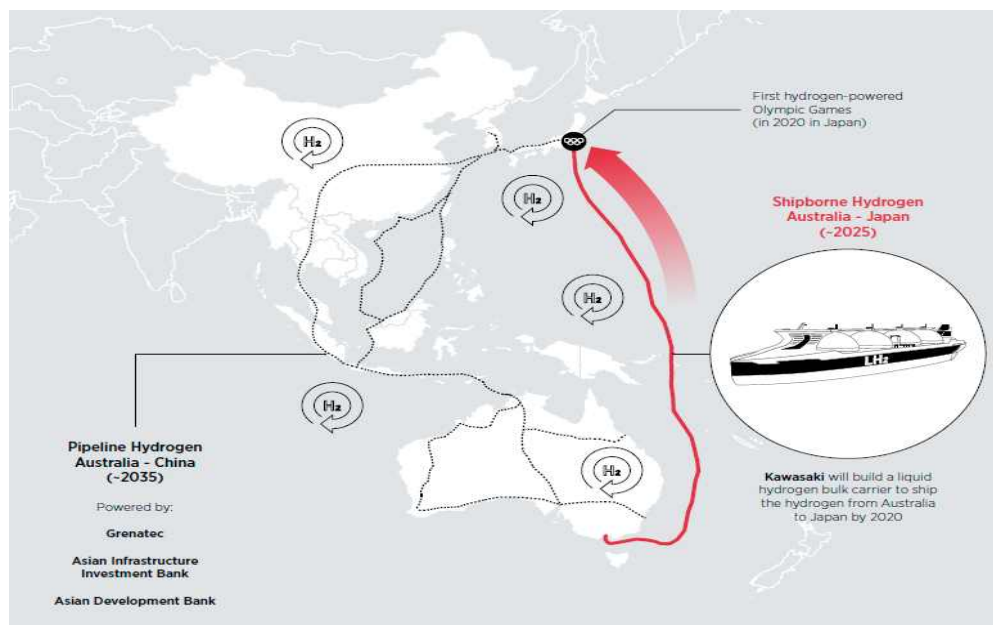 First hydrogen-powered
Olympic Games
(in 2020 in Japan)
H₂
H₂
Shipborne Hydrogen
Australia - Japan
(~2025)
H₂
LH₂
H₂
H₂
Pipeline Hydrogen
Australia - China
(~2035)
Powered by:
Grenatec
Asian Infrastructure
Investment Bank
Asian Development Bank
Kawasaki will build a liquid
hydrogen bulk carrier to ship
the hydrogen from Australia
to Japan by 2020